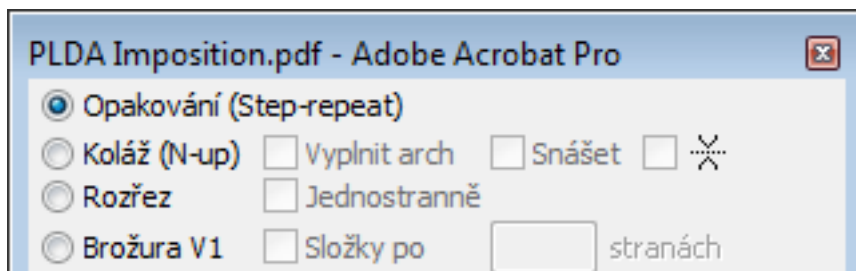 PLDA Imposition.pdf - Adobe Acrobat Pro
Opakování (Step-repeat)
Koláž (N-up) Vyplnit arch Snášet
Rozřez Jednostranně
Brožura V1 Složky po stranách